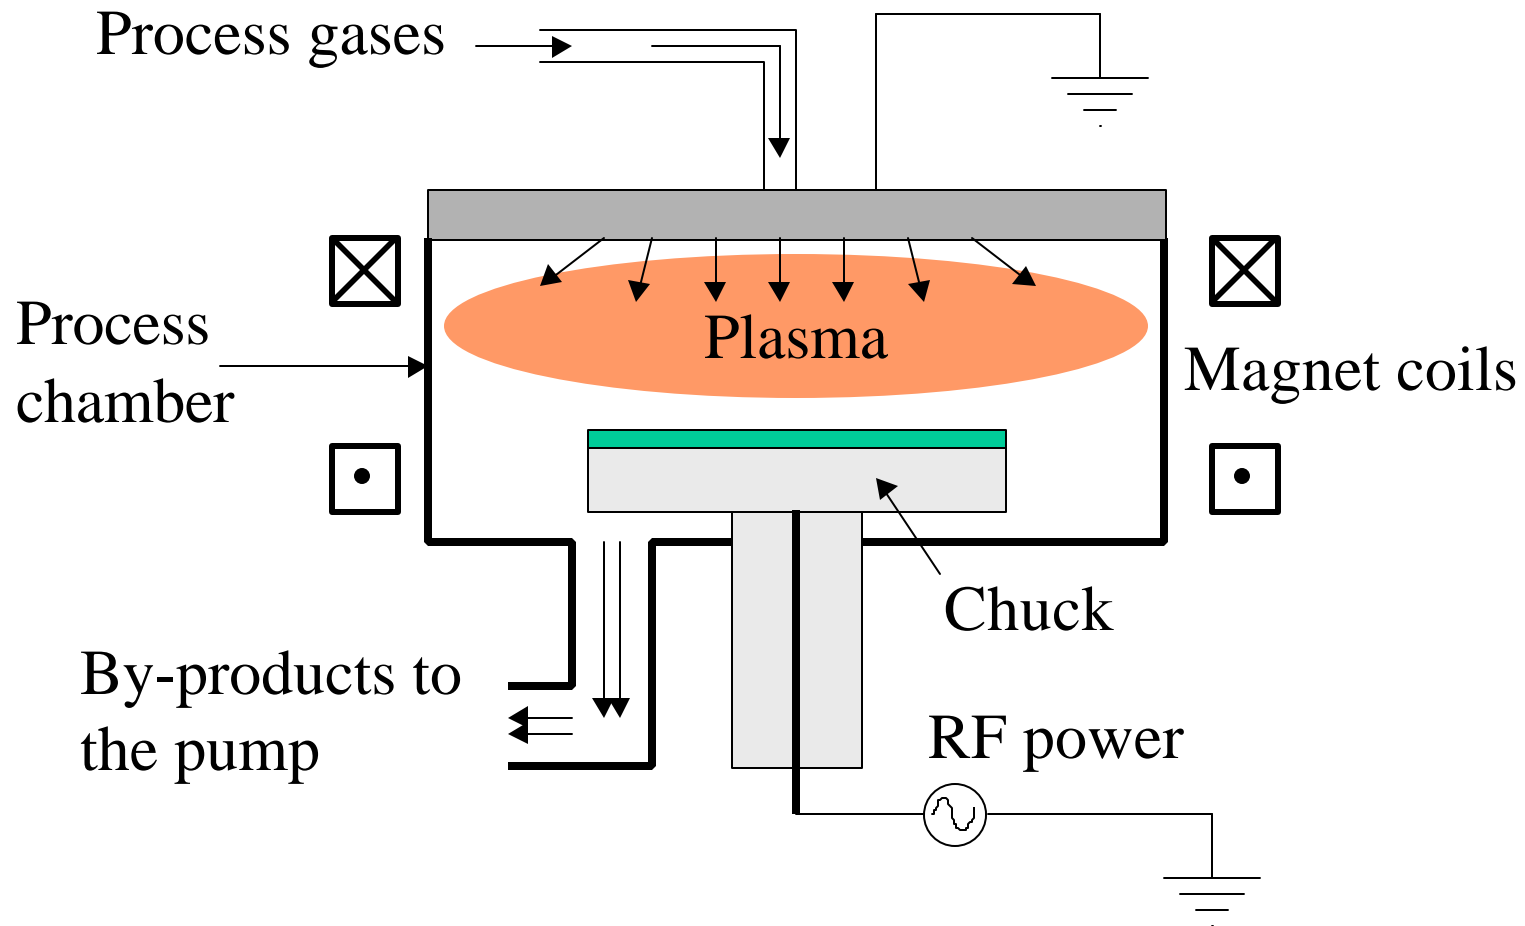 Process gases
Plasma
Process
chamber
Magnet coils
Chuck
By-products to
the pump
RF power